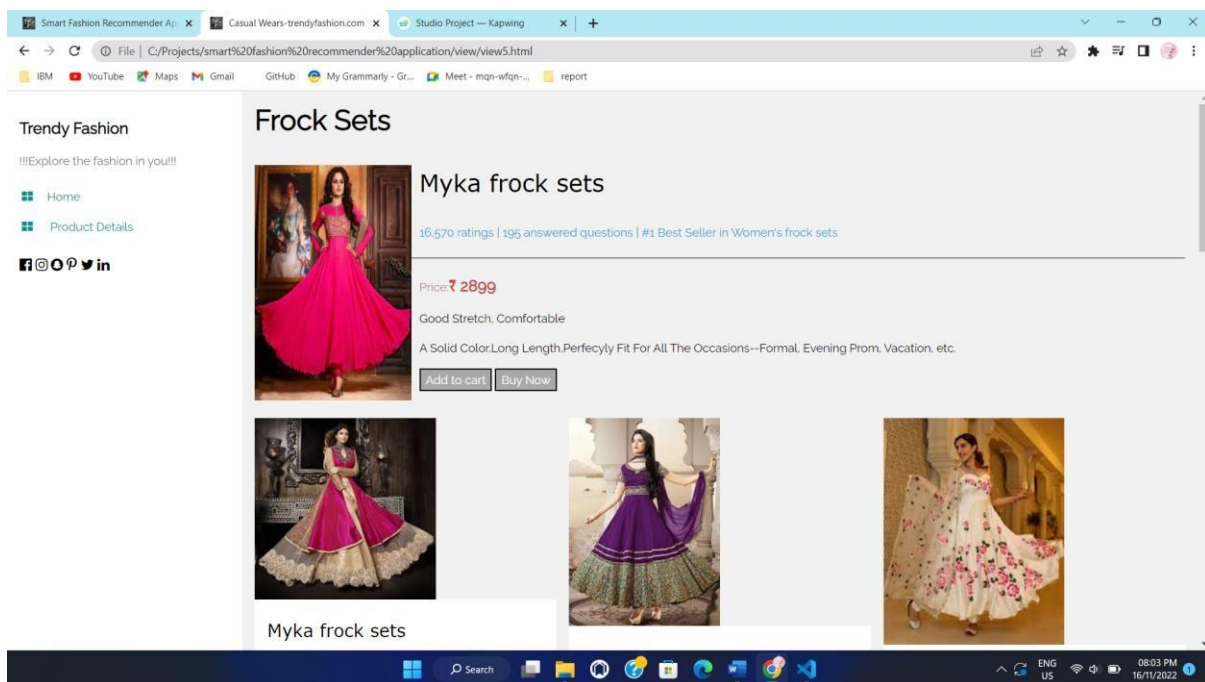 Smart Fashion Recommender Ap
Casual Wears-trendyfashion.com
Studio Project — Kapwing
File | C:/Projects/smart%20fashion%20recommender%20application/view/view5.html
IBM YouTube Maps Gmail GitHub My Grammarly - Gr... Meet - mqn-wfqn-... report
Trendy Fashion
!!!Explore the fashion in you!!!
Home
Product Details
Frock Sets
Myka frock sets
16,570 ratings | 195 answered questions | #1 Best Seller in Women's frock sets
Price:₹ 2899
Good Stretch, Comfortable
A Solid Color,Long Length,Perfecyly Fit For All The Occasions--Formal, Evening Prom, Vacation, etc.
Add to cart Buy Now
Myka frock sets
Search
ENG
US
08:03 PM
16/11/2022
1